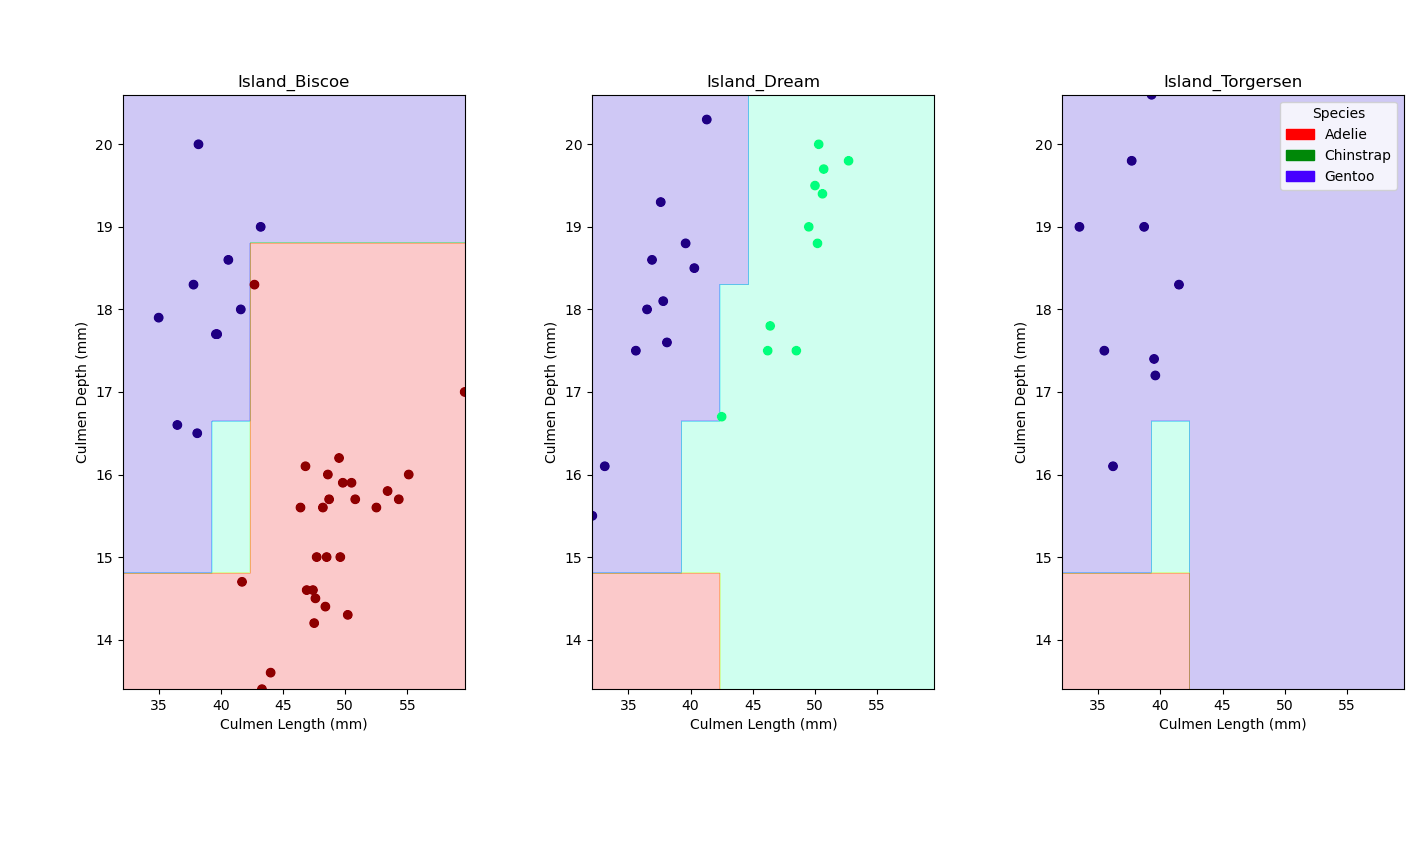 Island_Biscoe
Culmen Depth (mm)
20
19
18
17
16
15
14
35 40 45 50 55
Culmen Length (mm)
Island_Dream
Culmen Depth (mm)
20
19
18
17
16
15
14
35 40 45 50 55
Culmen Length (mm)
Island_Torgersen
Culmen Depth (mm)
20
19
18
17
16
15
14
35 40 45 50 55
Culmen Length (mm)
Species
Adelie
Chinstrap
Gentoo